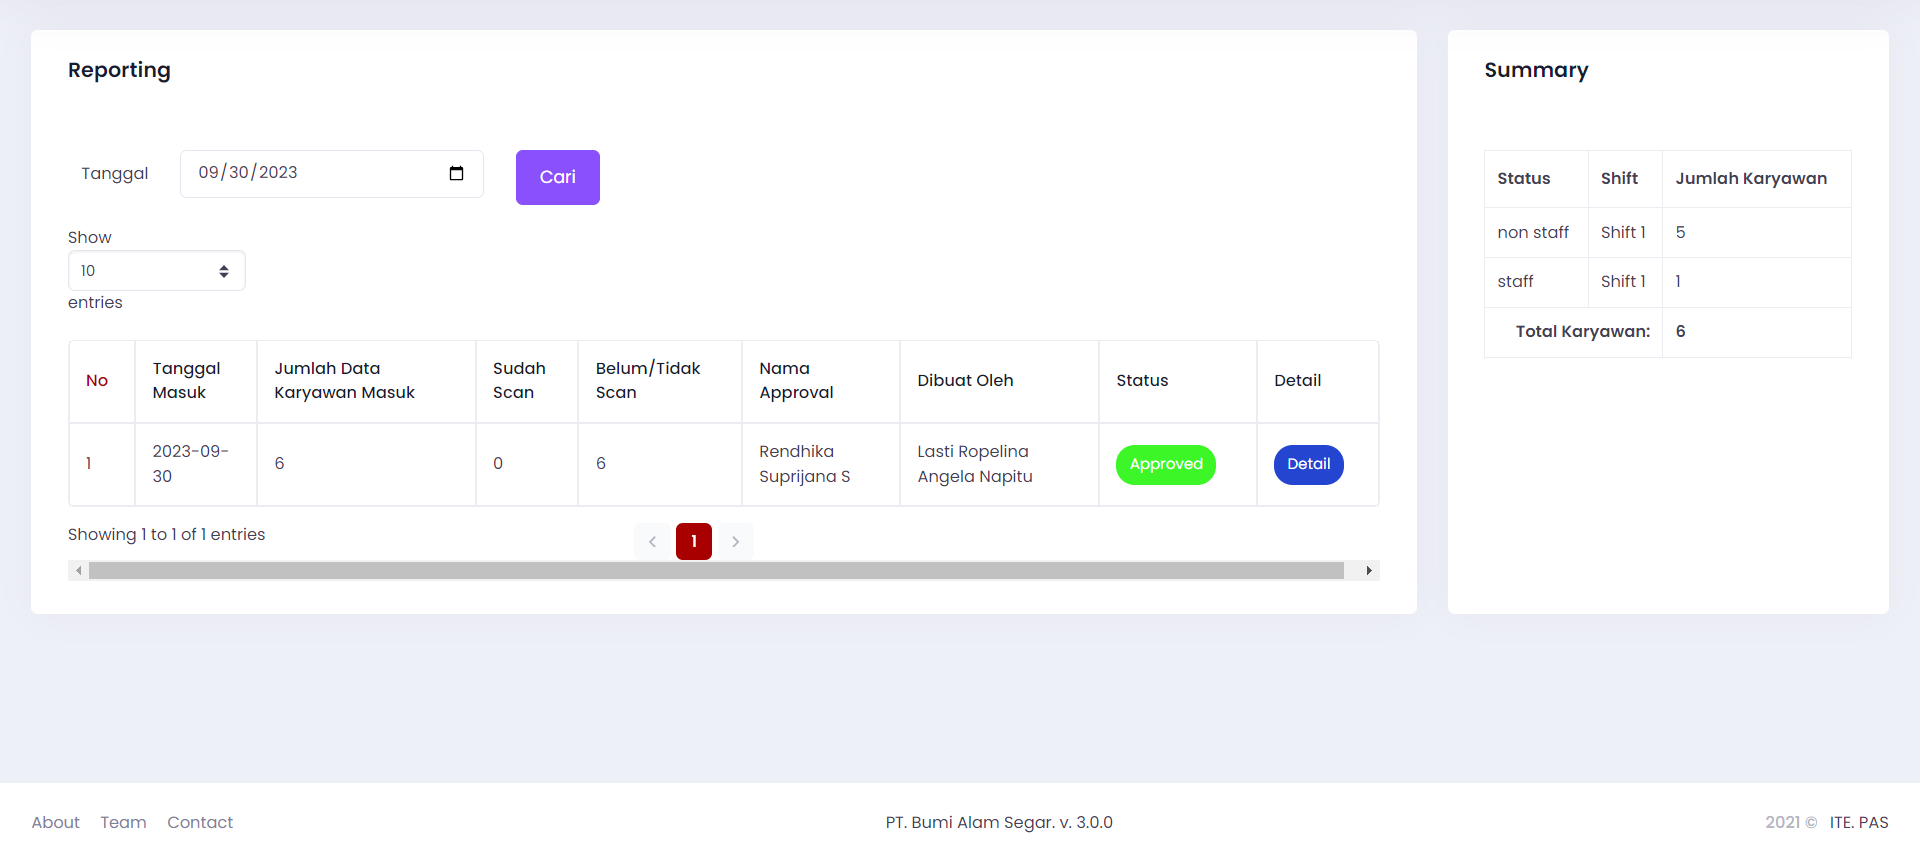 Reporting
Tanggal 09/30/2023 Cari
Show
10
entries
No Tanggal Masuk Jumlah Data Karyawan Masuk Sudah Scan Belum/Tidak Scan Nama Approval Dibuat Oleh Status Detail
1 2023-09-30 6 0 6 Rendhika Suprijana S Lasti Ropelina Angela Napitu Approved Detail
Showing 1 to 1 of 1 entries
1
Summary
Status Shift Jumlah Karyawan
non staff Shift 1 5
staff Shift 1 1
Total Karyawan: 6
About Team Contact
PT. Bumi Alam Segar. v. 3.0.0
2021 © ITE. PAS